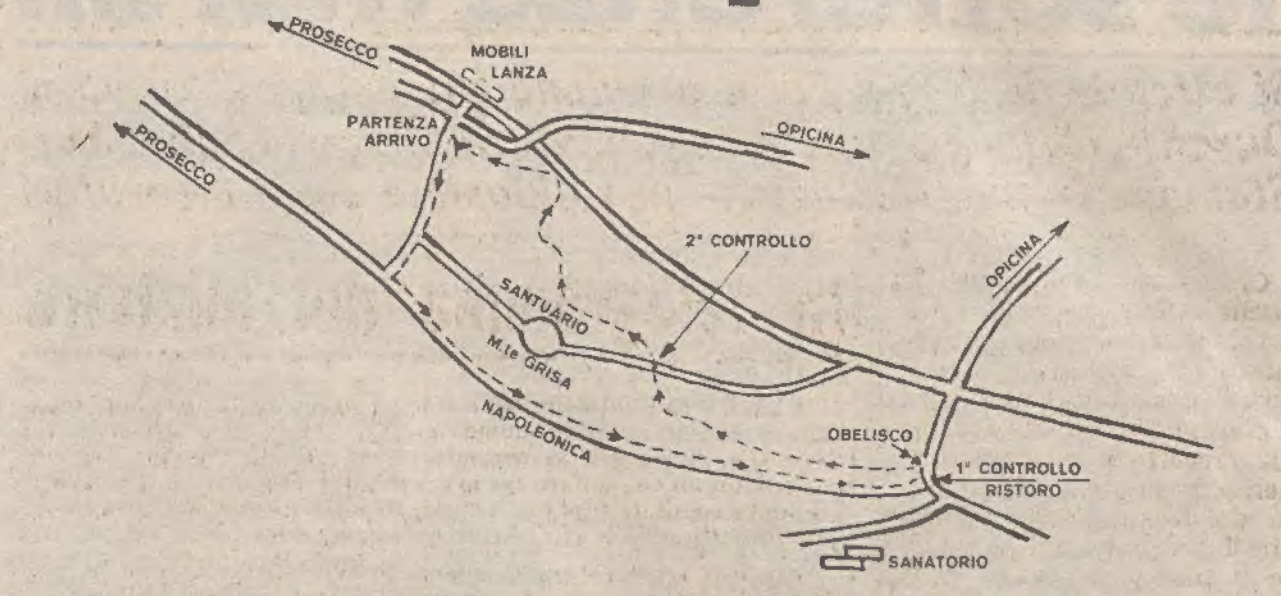 PROSECCO
MOBILI
LANZA
PARTENZA
ARRIVO
OPICINA
PROSECCO
2° CONTROLLO
OPICINA
SANTUARIO
M.te GRISA
NAPOLEONICA
OBELISCO
1° CONTROLLO
RISTORO
SANATORIO